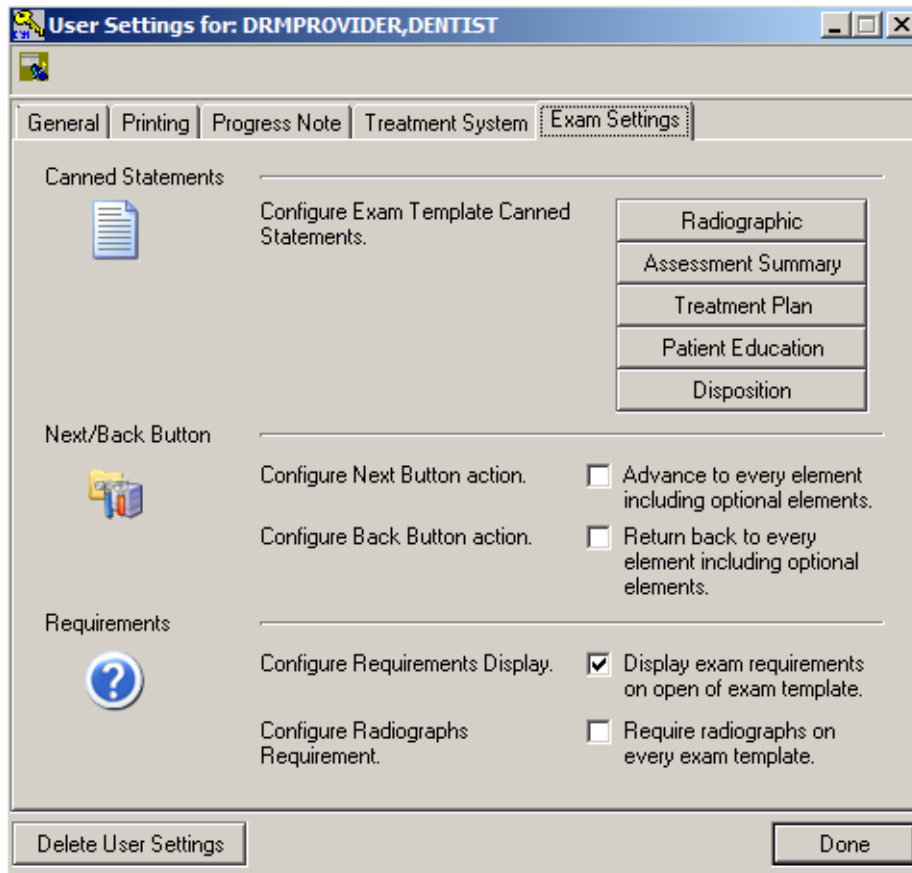 User Settings for: DRMPROVIDER,DENTIST
General
Printing
Progress Note
Treatment System
Exam Settings
Canned Statements
Configure Exam Template Canned
Statements.
Radiographic
Assessment Summary
Treatment Plan
Patient Education
Disposition
Next/Back Button
Configure Next Button action.
Advance to every element
including optional elements.
Configure Back Button action.
Return back to every
element including optional
elements.
Requirements
?
Configure Requirements Display.
Display exam requirements
on open of exam template.
Configure Radiographs
Requirement.
Require radiographs on
every exam template.
Delete User Settings
Done